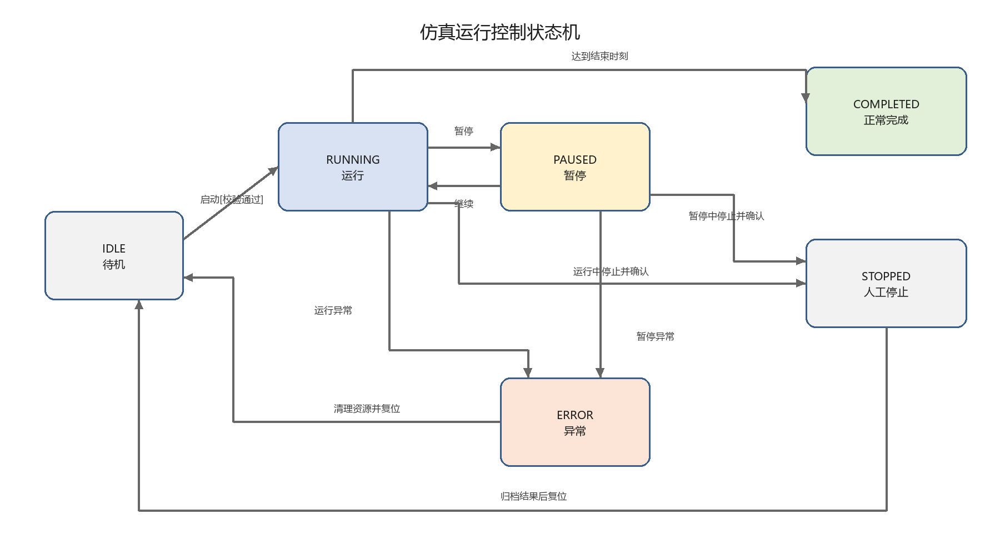 仿真运行控制状态机
达到结束时刻
COMPLETED
正常完成
暂停
RUNNING
运行
PAUSED
暂停
启动[校验通过]
继续
暂停中停止并确认
IDLE
待机
运行中停止并确认
STOPPED
人工停止
运行异常
暂停异常
清理资源并复位
ERROR
异常
归档结果后复位